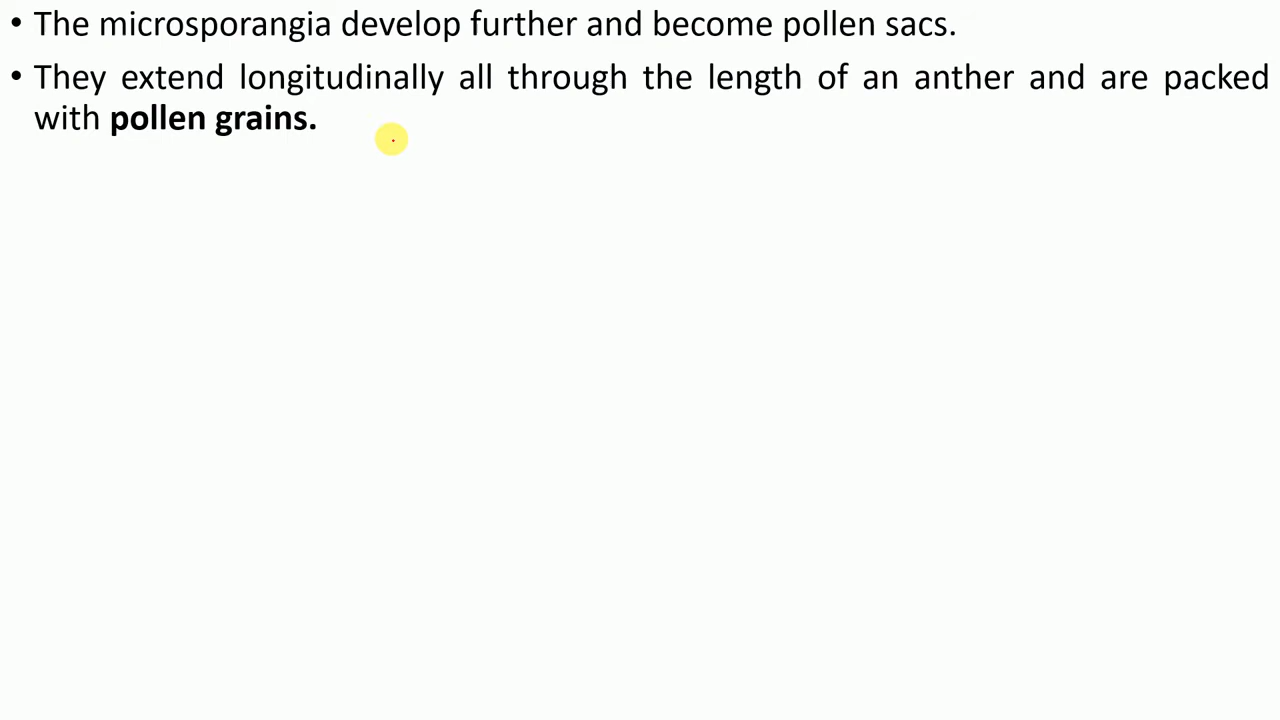 • The microsporangia develop further and become pollen sacs.
• They extend longitudinally all through the length of an anther and are packed
with pollen grains.